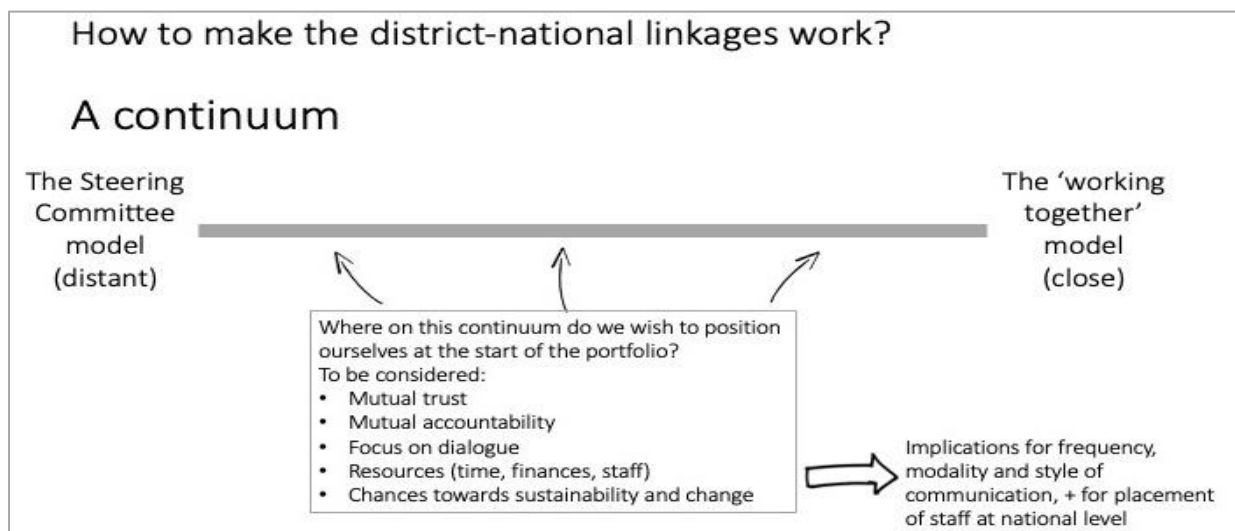 How to make the district-national linkages work?
A continuum
The Steering
Committee
model
(distant)
The ‘working
together’
model
(close)
Where on this continuum do we wish to position
ourselves at the start of the portfolio?
To be considered:
• Mutual trust
• Mutual accountability
• Focus on dialogue
• Resources (time, finances, staff)
• Chances towards sustainability and change
Implications for frequency,
modality and style of
communication, + for placement
of staff at national level